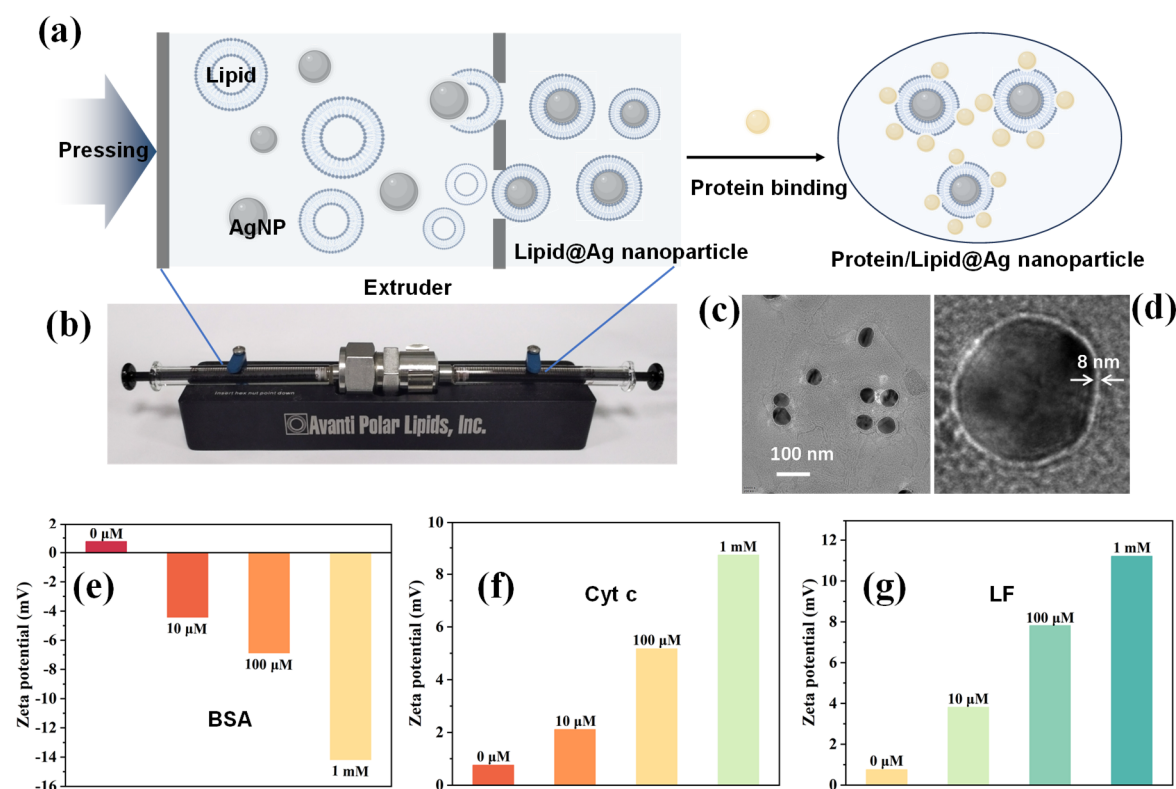 (a)
Lipid
Pressing
AgNP
Protein binding
Lipid@Ag nanoparticle
Protein/Lipid@Ag nanoparticle
Extruder
(b)
Avanti Polar Lipids, Inc.
(c)
100 nm
(d)
8 nm
(e)
Zeta potential (mV)
2
0
-2
-4
-6
-8
-10
-12
-14
-16
0 µM
10 µM
100 µM
1 mM
BSA
(f)
Zeta potential (mV)
10
8
6
4
2
0
0 µM
10 µM
100 µM
1 mM
Cyt c
(g)
Zeta potential (mV)
12
10
8
6
4
2
0
0 µM
10 µM
100 µM
1 mM
LF